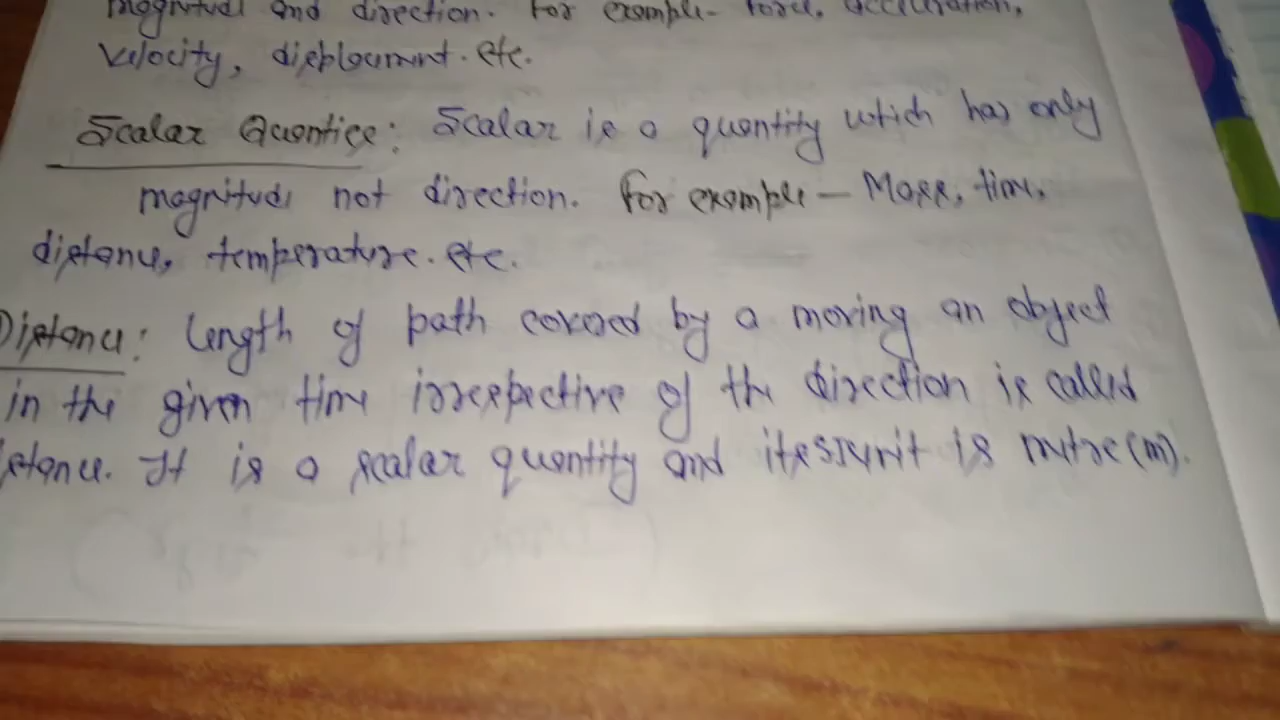 magnitude and direction. For example- force, acceleration,
velocity, displacement. etc.
Scalar Quantice: Scalar is a quantity which has only
magnitude not direction. For example - Mass, time,
distance, temperature. etc.
Distance: Length of path covered by a moving an object
in the given time irrespective of the direction is called
istance. It is a scalar quantity and its SI unit is metre (m).